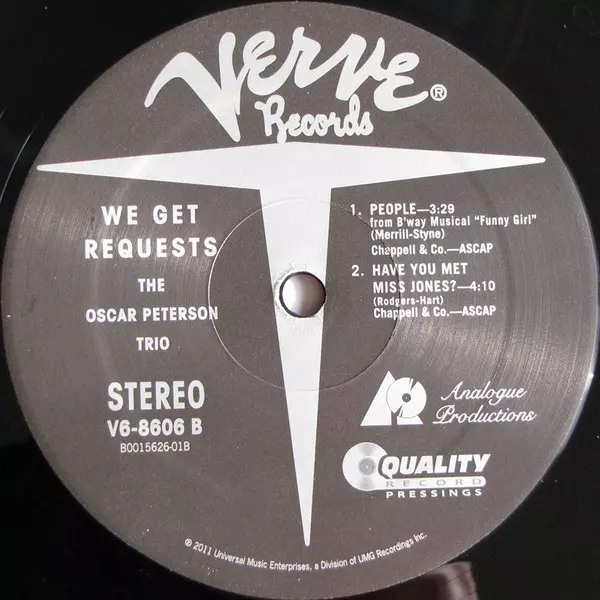 VERVE®
Records
WE GET
REQUESTS
THE
OSCAR PETERSON
TRIO
STEREO
V6-8606 B
B0015626-01B
1. PEOPLE—3:29
from B'way Musical "Funny Girl"
(Merrill-Styne)
Chappell & Co.—ASCAP
2. HAVE YOU MET
MISS JONES?—4:10
(Rodgers-Hart)
Chappell & Co.—ASCAP
AP
Analogue
Productions
QUALITY
RECORD
PRESSINGS
℗ 2011 Universal Music Enterprises, a Division of UMG Recordings Inc.